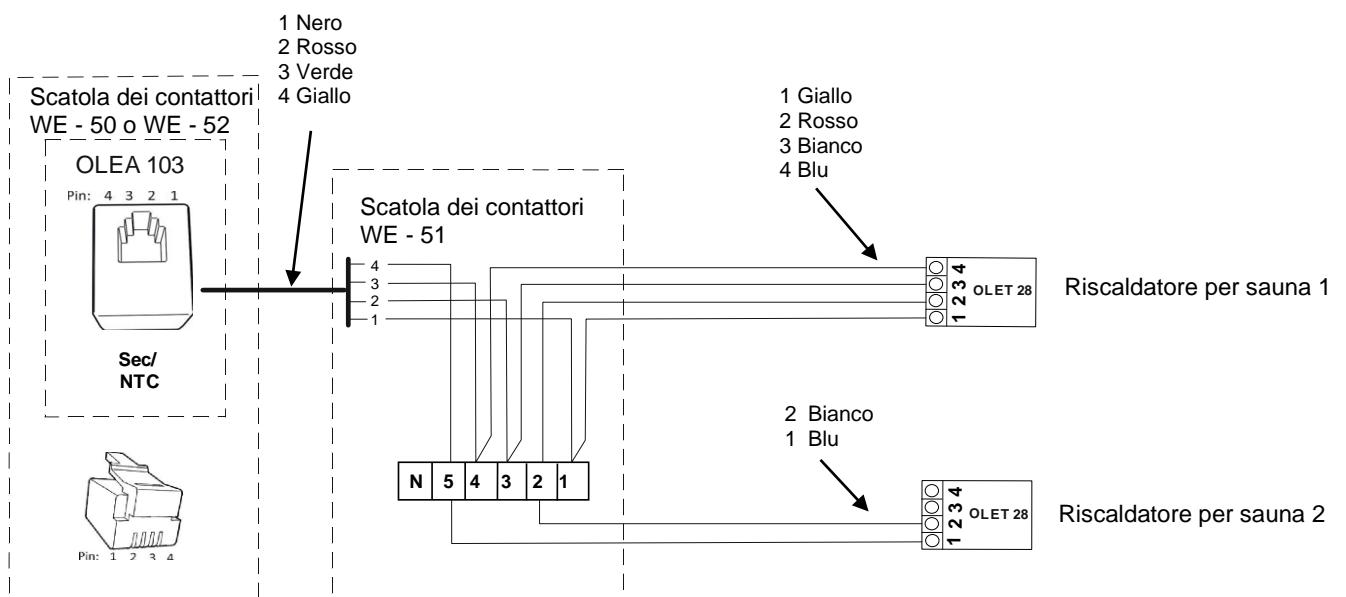 1 Nero
2 Rosso
3 Verde
4 Giallo
Scatola dei contattori
WE - 50 o WE - 52
OLEA 103
Pin: 4 3 2 1
Sec/
NTC
Pin: 1 2 3 4
Scatola dei contattori
WE - 51
4
3
2
1
N 5 4 3 2 1
1 Giallo
2 Rosso
3 Bianco
4 Blu
1 2 3 4
OLET 28
Riscaldatore per sauna 1
2 Bianco
1 Blu
1 2 3 4
OLET 28
Riscaldatore per sauna 2